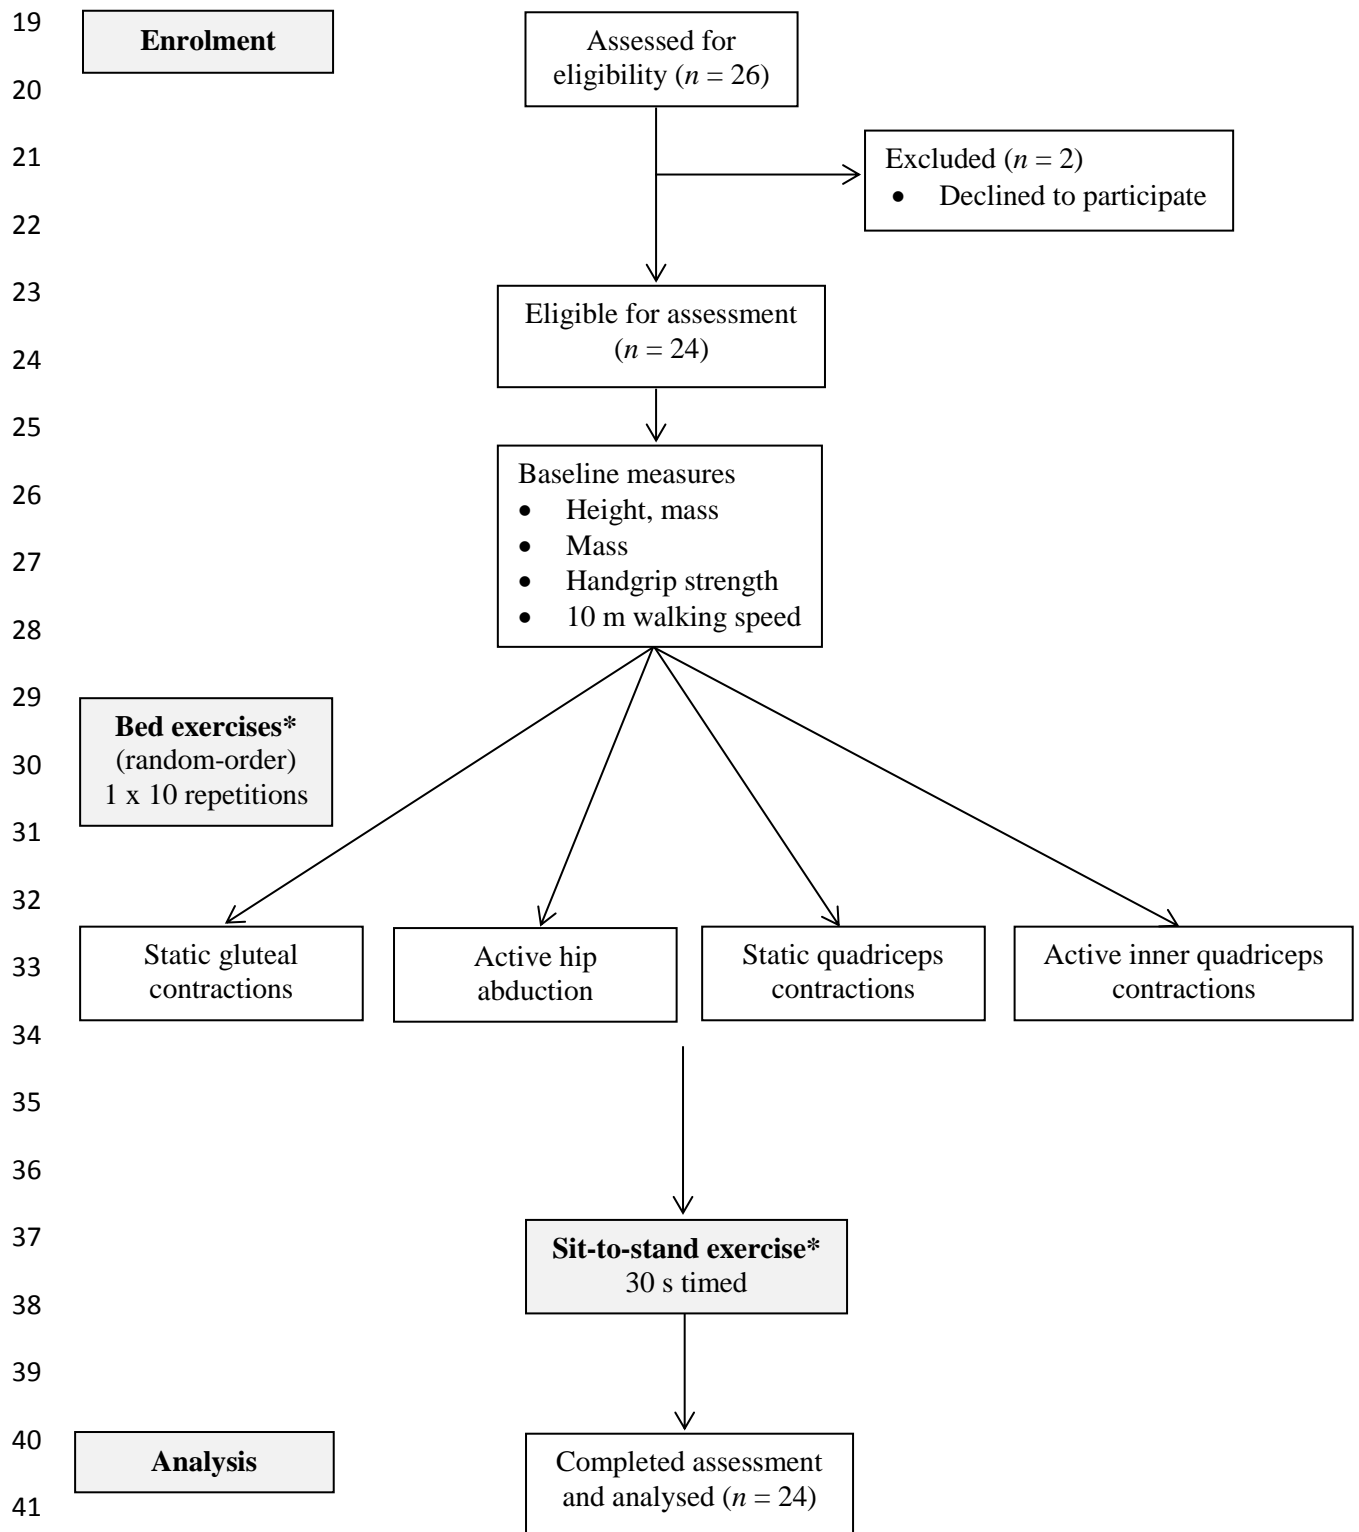 19
Enrolment
Assessed for
eligibility (n = 26)
20
21
Excluded (n = 2)
• Declined to participate
22
23
Eligible for assessment
(n = 24)
24
25
Baseline measures
26
• Height, mass
• Mass
27
• Handgrip strength
• 10 m walking speed
28
29
Bed exercises*
(random-order)
30
1 x 10 repetitions
31
32
Static gluteal
contractions
Active hip
abduction
Static quadriceps
contractions
Active inner quadriceps
contractions
33
34
35
36
37
Sit-to-stand exercise*
30 s timed
38
39
40
Analysis
Completed assessment
and analysed (n = 24)
41